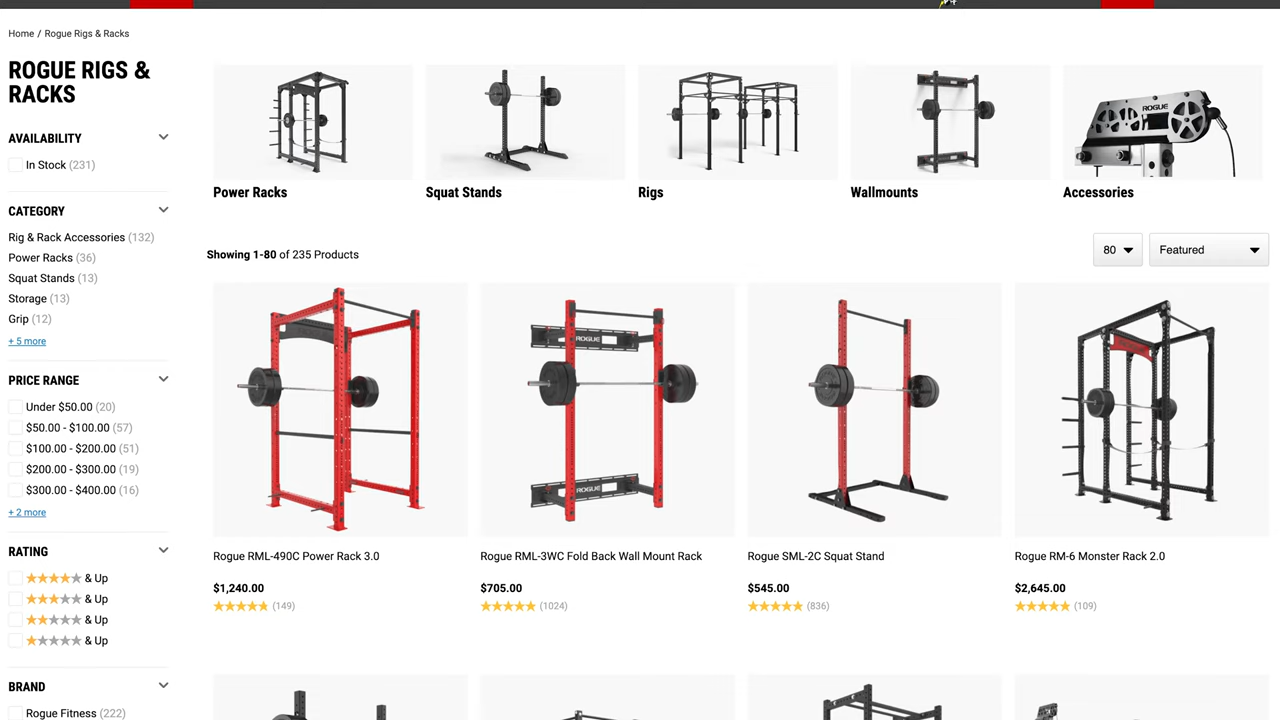 Home / Rogue Rigs & Racks
ROGUE RIGS &
RACKS
AVAILABILITY
In Stock (231)
CATEGORY
Rig & Rack Accessories (132)
Power Racks (36)
Squat Stands (13)
Storage (13)
Grip (12)
+ 5 more
PRICE RANGE
Under $50.00 (20)
$50.00 - $100.00 (57)
$100.00 - $200.00 (51)
$200.00 - $300.00 (19)
$300.00 - $400.00 (16)
+ 2 more
RATING
& Up
& Up
& Up
& Up
BRAND
Rogue Fitness (222)
ROGUE
Power Racks
Squat Stands
Rigs
Wallmounts
Accessories
Showing 1-80 of 235 Products
80
Featured
ROGUE
ROGUE
Rogue RML-490C Power Rack 3.0
$1,240.00
(149)
Rogue RML-3WC Fold Back Wall Mount Rack
$705.00
(1024)
Rogue SML-2C Squat Stand
$545.00
(836)
Rogue RM-6 Monster Rack 2.0
$2,645.00
(109)